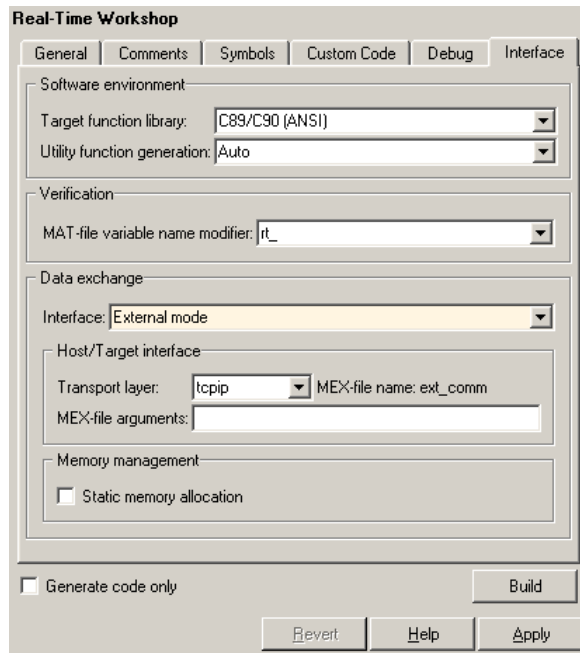 Real-Time Workshop
General Comments Symbols Custom Code Debug Interface
Software environment
Target function library: C89/C90 (ANSI)
Utility function generation: Auto
Verification
MAT-file variable name modifier: rt_
Data exchange
Interface: External mode
Host/Target interface
Transport layer: tcpip MEX-file name: ext_comm
MEX-file arguments:
Memory management
Static memory allocation
Generate code only Build
Revert Help Apply